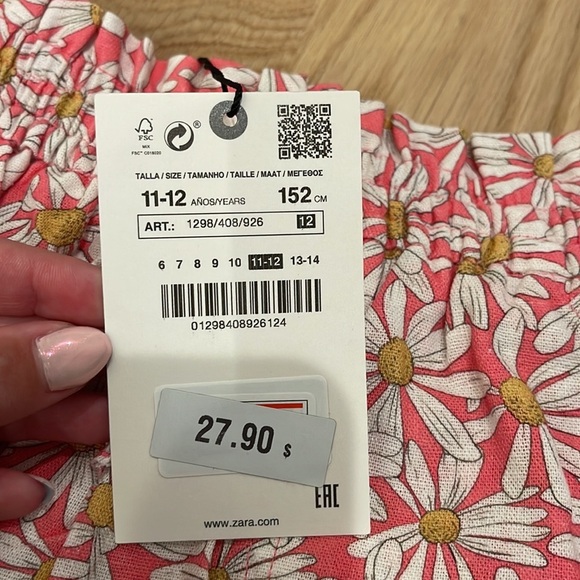 FSC
MIX
FSC™ C018020
®
TALLA / SIZE / TAMANHO / TAILLE / MAAT / ΜΕΓΕΘΟΣ
11-12 AÑOS/YEARS 152 CM
ART.: 1298/408/926 12
6 7 8 9 10 11-12 13-14
01298408926124
27.90 $
EAC
www.zara.com